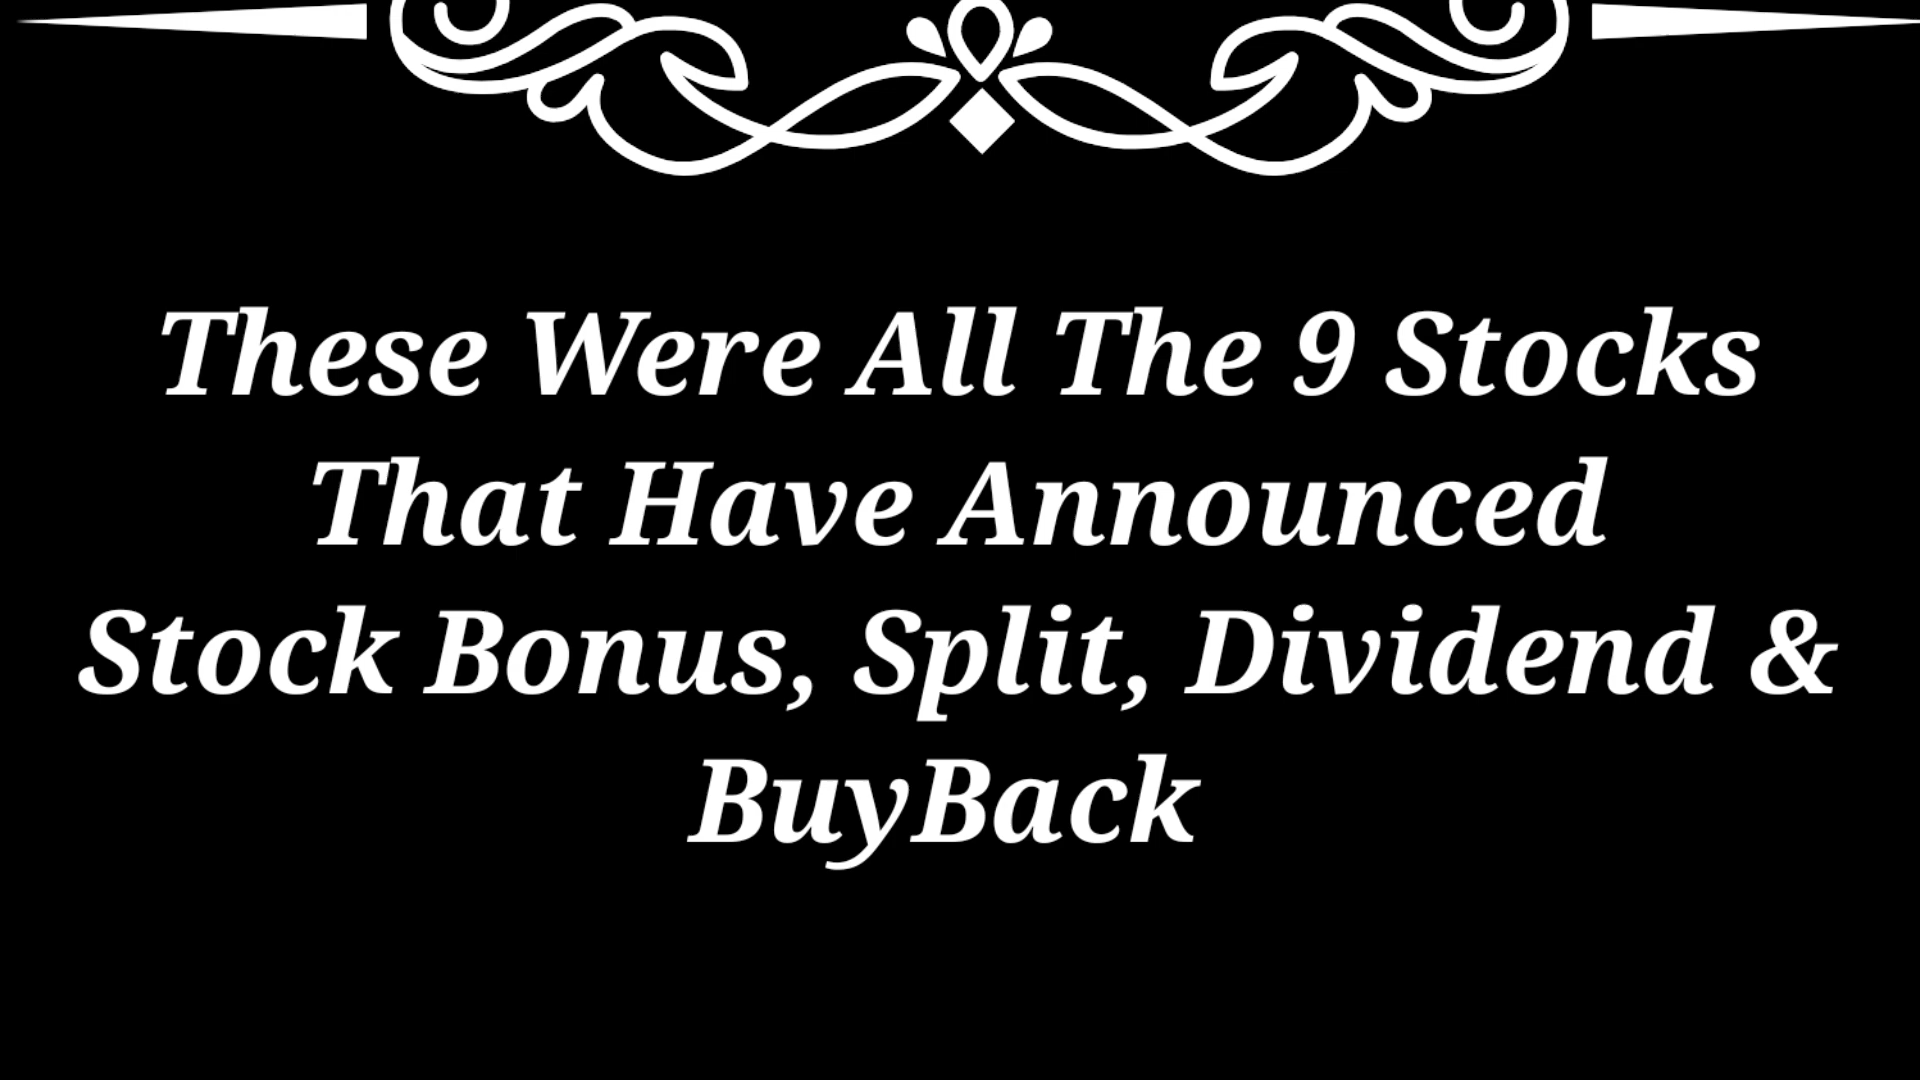 These Were All The 9 Stocks
That Have Announced
Stock Bonus, Split, Dividend &
BuyBack